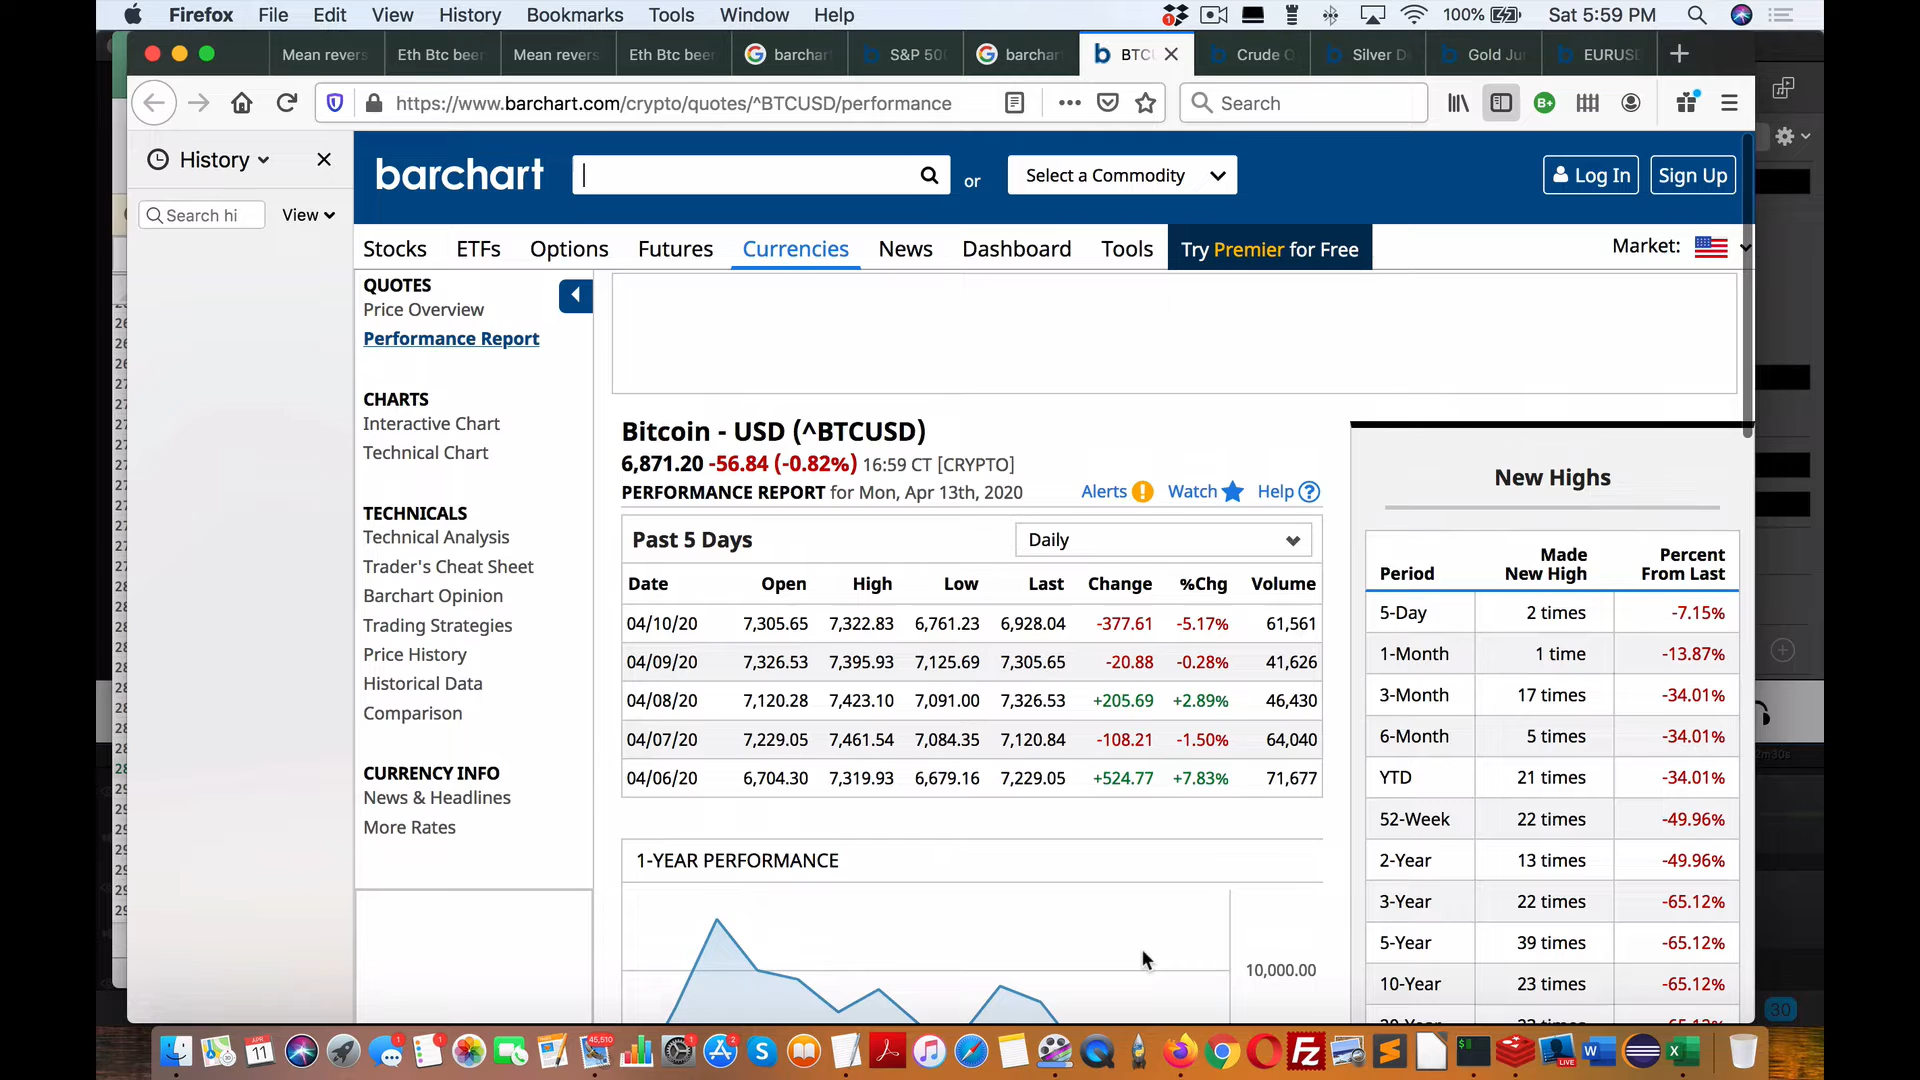 Firefox File Edit View History Bookmarks Tools Window Help 1 100% Sat 5:59 PM
Mean revers Eth Btc bee Mean revers Eth Btc bee barchar S&P 50 barchar BTC Crude O Silver D Gold Ju EURUS
https://www.barchart.com/crypto/quotes/^BTCUSD/performance Search B+
History Search hi View
barchart or Select a Commodity Log In Sign Up
Stocks ETFs Options Futures Currencies News Dashboard Tools Try Premier for Free Market:
QUOTES
Price Overview
Performance Report
CHARTS
Interactive Chart
Technical Chart
TECHNICALS
Technical Analysis
Trader's Cheat Sheet
Barchart Opinion
Trading Strategies
Price History
Historical Data
Comparison
CURRENCY INFO
News & Headlines
More Rates
Bitcoin - USD (^BTCUSD)
6,871.20 -56.84 (-0.82%) 16:59 CT [CRYPTO]
PERFORMANCE REPORT for Mon, Apr 13th, 2020 Alerts Watch Help
Past 5 Days Daily
Date Open High Low Last Change %Chg Volume
04/10/20 7,305.65 7,322.83 6,761.23 6,928.04 -377.61 -5.17% 61,561
04/09/20 7,326.53 7,395.93 7,125.69 7,305.65 -20.88 -0.28% 41,626
04/08/20 7,120.28 7,423.10 7,091.00 7,326.53 +205.69 +2.89% 46,430
04/07/20 7,229.05 7,461.54 7,084.35 7,120.84 -108.21 -1.50% 64,040
04/06/20 6,704.30 7,319.93 6,679.16 7,229.05 +524.77 +7.83% 71,677
1-YEAR PERFORMANCE
10,000.00
New Highs
Period Made New High Percent From Last
5-Day 2 times -7.15%
1-Month 1 time -13.87%
3-Month 17 times -34.01%
6-Month 5 times -34.01%
YTD 21 times -34.01%
52-Week 22 times -49.96%
2-Year 13 times -49.96%
3-Year 22 times -65.12%
5-Year 39 times -65.12%
10-Year 23 times -65.12%
30